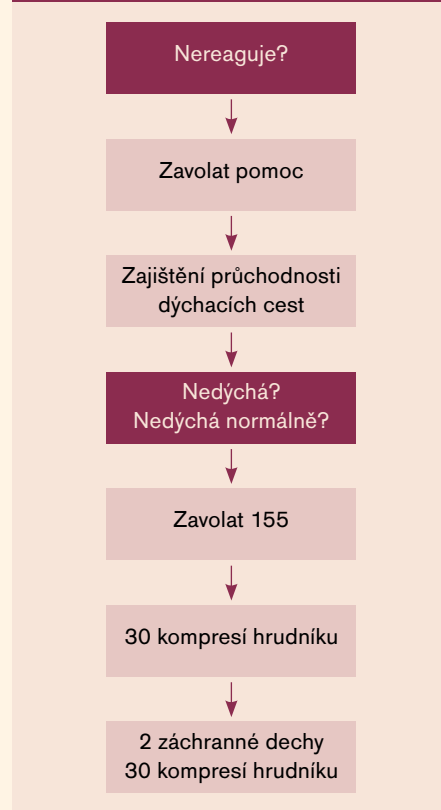 Nereaguje?
Zavolat pomoc
Zajištění průchodnosti
dýchacích cest
Nedýchá?
Nedýchá normálně?
Zavolat 155
30 kompresí hrudníku
2 záchranné dechy
30 kompresí hrudníku